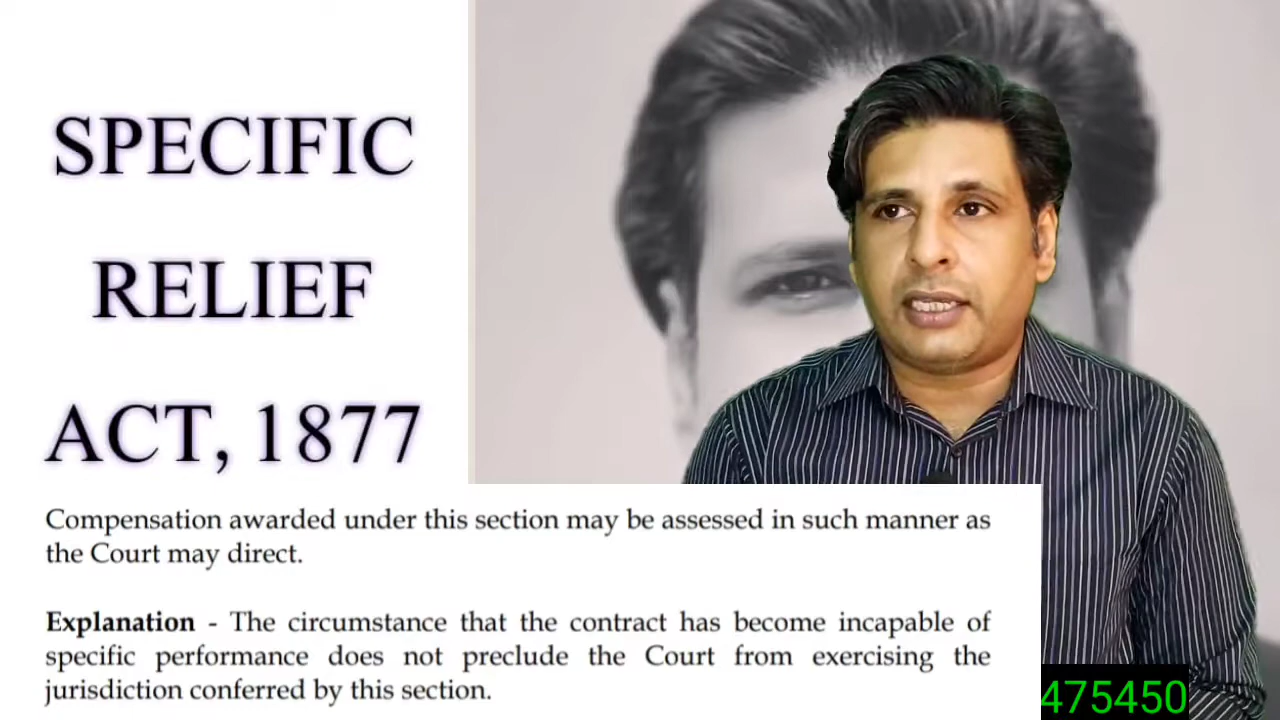 SPECIFIC
RELIEF
ACT, 1877
Compensation awarded under this section may be assessed in such manner as
the Court may direct.
Explanation - The circumstance that the contract has become incapable of
specific performance does not preclude the Court from exercising the
jurisdiction conferred by this section.
475450